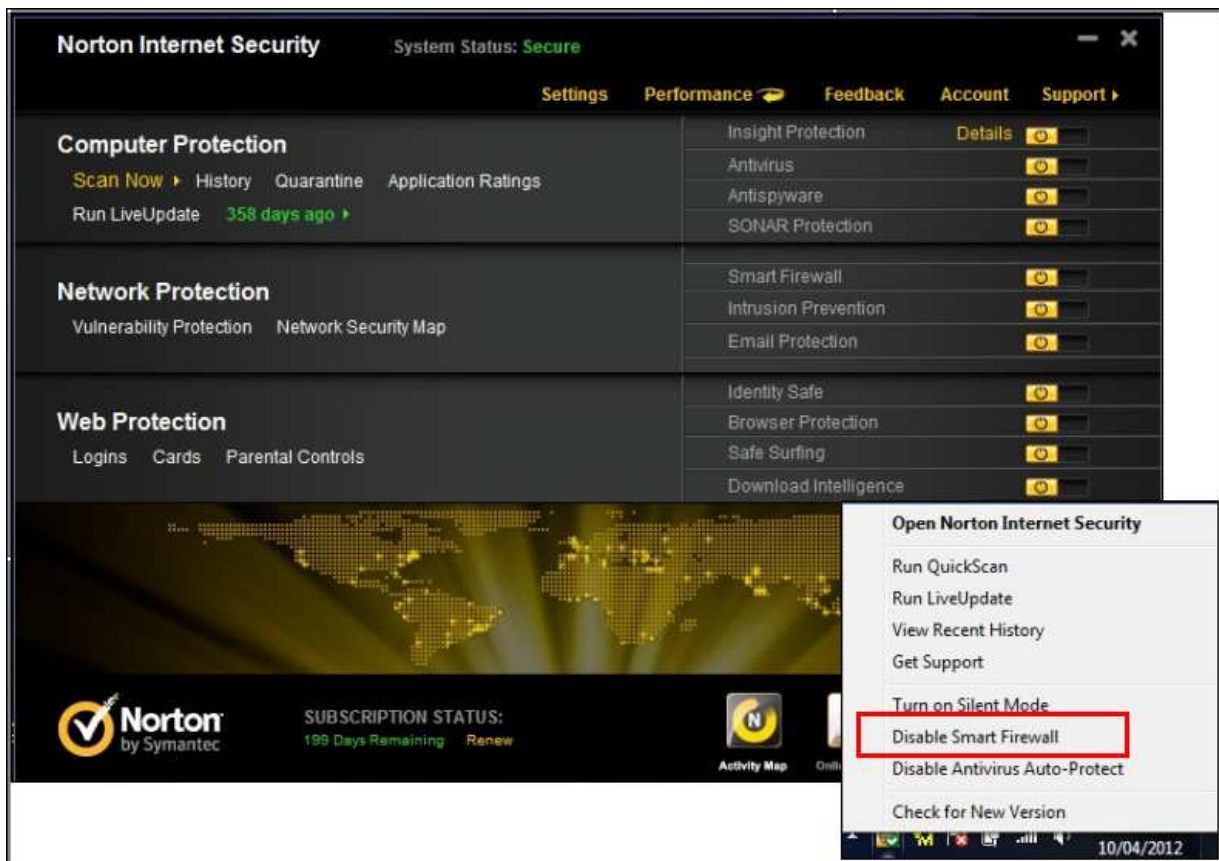 Norton Internet Security System Status: Secure
Settings Performance Feedback Account Support
Computer Protection
Scan Now History Quarantine Application Ratings
Run LiveUpdate 358 days ago
Insight Protection Details
Antivirus
Antispyware
SONAR Protection
Network Protection
Vulnerability Protection Network Security Map
Smart Firewall
Intrusion Prevention
Email Protection
Web Protection
Logins Cards Parental Controls
Identity Safe
Browser Protection
Safe Surfing
Download Intelligence
Norton
by Symantec
SUBSCRIPTION STATUS:
199 Days Remaining Renew
N
Activity Map
Open Norton Internet Security
Run QuickScan
Run LiveUpdate
View Recent History
Get Support
Turn on Silent Mode
Disable Smart Firewall
Disable Antivirus Auto-Protect
Check for New Version
10/04/2012